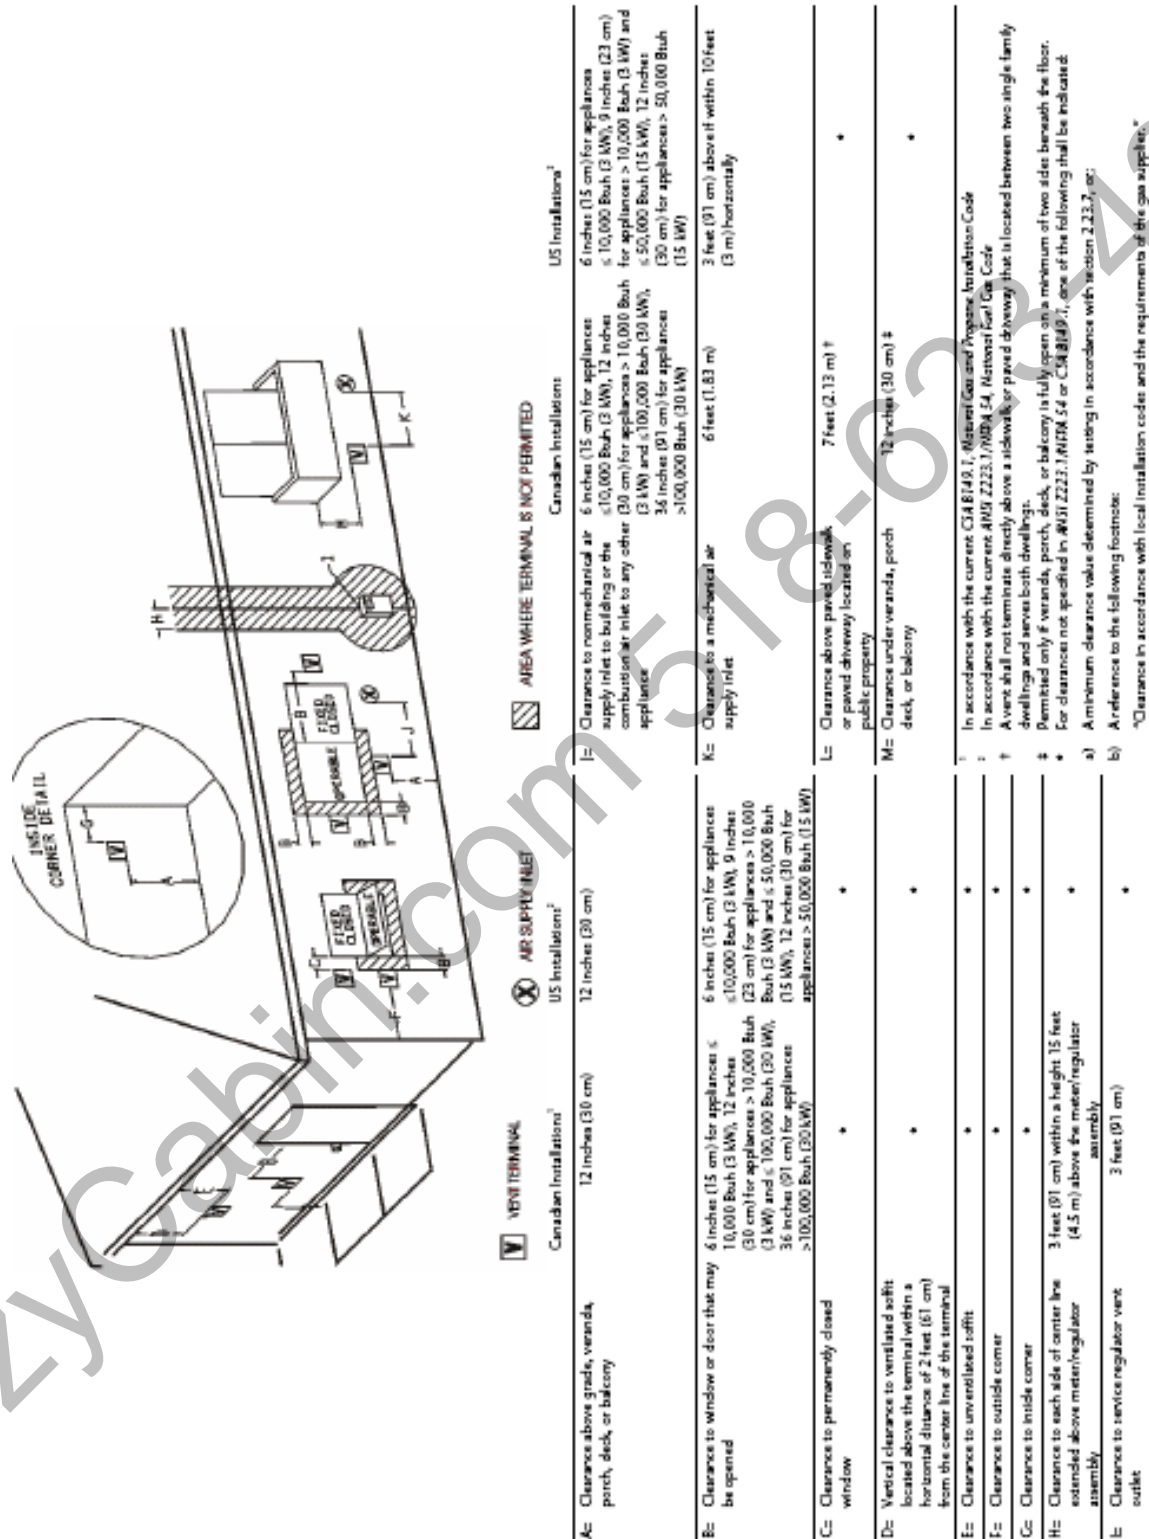 INSIDE
CORNER DETAIL
G
A
V
D
E
B
V
V
F
V
V
C
B
FIXED
CLOSED
OPERABLE
B
B
B
V
V
A
J
X
OPERABLE
FIXED
CLOSED
B
V
H
I
M
V
K
X
V VENT TERMINAL
X AIR SUPPLY INLET
AREA WHERE TERMINAL IS NOT PERMITTED
Canadian Installations¹
US Installations²
A= Clearance above grade, veranda,
porch, deck, or balcony
12 inches (30 cm)
12 inches (30 cm)
B= Clearance to window or door that may
be opened
6 inches (15 cm) for appliances ≤
10,000 Btuh (3 kW), 12 inches
(30 cm) for appliances > 10,000 Btuh
(3 kW) and ≤ 100,000 Btuh (30 kW),
36 inches (91 cm) for appliances
>100,000 Btuh (30 kW)
6 inches (15 cm) for appliances
≤10,000 Btuh (3 kW), 9 inches
(23 cm) for appliances > 10,000
Btuh (3 kW) and ≤ 50,000 Btuh
(15 kW), 12 inches (30 cm) for
appliances > 50,000 Btuh (15 kW)
C= Clearance to permanently closed
window
*
*
D= Vertical clearance to ventilated soffit
located above the terminal within a
horizontal distance of 2 feet (61 cm)
from the center line of the terminal
*
*
E= Clearance to unventilated soffit
*
*
F= Clearance to outside corner
*
*
G= Clearance to inside corner
*
*
H= Clearance to each side of center line
extended above meter/regulator
assembly
3 feet (91 cm) within a height 15 feet
(4.5 m) above the meter/regulator
assembly
*
I= Clearance to service regulator vent
outlet
3 feet (91 cm)
*
Canadian Installations
US Installations¹
J= Clearance to nonmechanical air
supply inlet to building or the
combustion air inlet to any other
appliance
6 inches (15 cm) for appliances
≤10,000 Btuh (3 kW), 12 inches
(30 cm) for appliances > 10,000 Btuh
(3 kW) and ≤100,000 Btuh (30 kW),
36 inches (91 cm) for appliances
>100,000 Btuh (30 kW)
6 inches (15 cm) for appliances
≤ 10,000 Btuh (3 kW), 9 inches (23 cm)
for appliances > 10,000 Btuh (3 kW) and
≤ 50,000 Btuh (15 kW), 12 inches
(30 cm) for appliances > 50,000 Btuh
(15 kW)
K= Clearance to a mechanical air
supply inlet
6 feet (1.83 m)
3 feet (91 cm) above if within 10 feet
(3 m) horizontally
L= Clearance above paved sidewalk
or paved driveway located on
public property
7 feet (2.13 m) †
*
M= Clearance under veranda, porch
deck, or balcony
12 inches (30 cm) ‡
*
¹ In accordance with the current CSA B149.1, Natural Gas and Propane Installation Code
² In accordance with the current ANSI Z223.1/NFPA 54, National Fuel Gas Code
† A vent shall not terminate directly above a sidewalk or paved driveway that is located between two single family
dwellings and serves both dwellings.
‡ Permitted only if veranda, porch, deck, or balcony is fully open on a minimum of two sides beneath the floor.
* For clearances not specified in ANSI Z223.1/NFPA 54 or CSA B149.1, one of the following shall be indicated:
a) A minimum clearance value determined by testing in accordance with section 2.23.7, or:
b) A reference to the following footnote:
"Clearance in accordance with local installation codes and the requirements of the gas supplier."
zyCabin.com 518-623-4